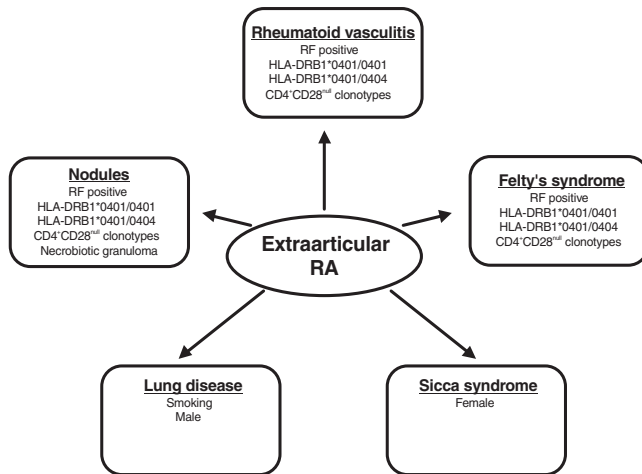 Rheumatoid vasculitis
RF positive
HLA-DRB1*0401/0401
HLA-DRB1*0401/0404
CD4⁺CD28ⁿᵘˡˡ clonotypes
Nodules
RF positive
HLA-DRB1*0401/0401
HLA-DRB1*0401/0404
CD4⁺CD28ⁿᵘˡˡ clonotypes
Necrobiotic granuloma
Felty's syndrome
RF positive
HLA-DRB1*0401/0401
HLA-DRB1*0401/0404
CD4⁺CD28ⁿᵘˡˡ clonotypes
Extraarticular
RA
Lung disease
Smoking
Male
Sicca syndrome
Female